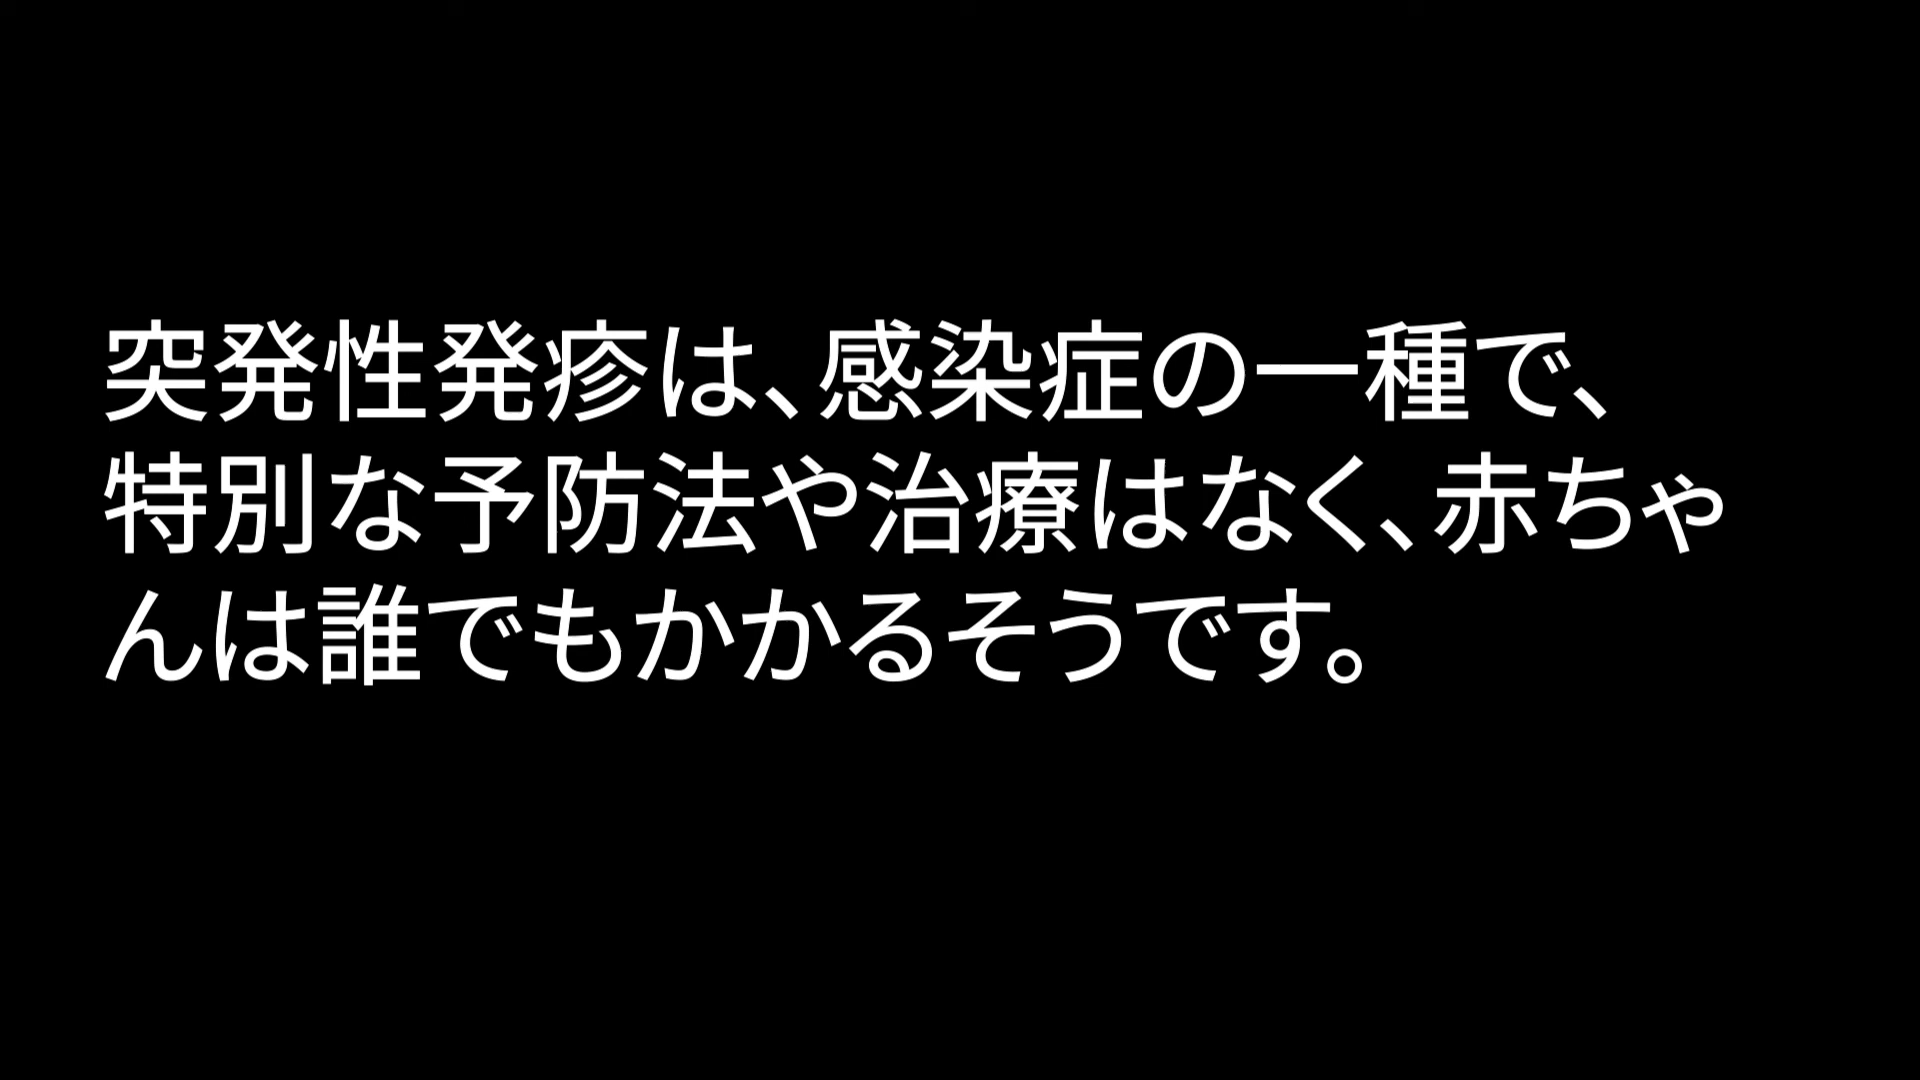 突発性発疹は、感染症の一種で、
特別な予防法や治療はなく、赤ちゃ
んは誰でもかかるそうです。